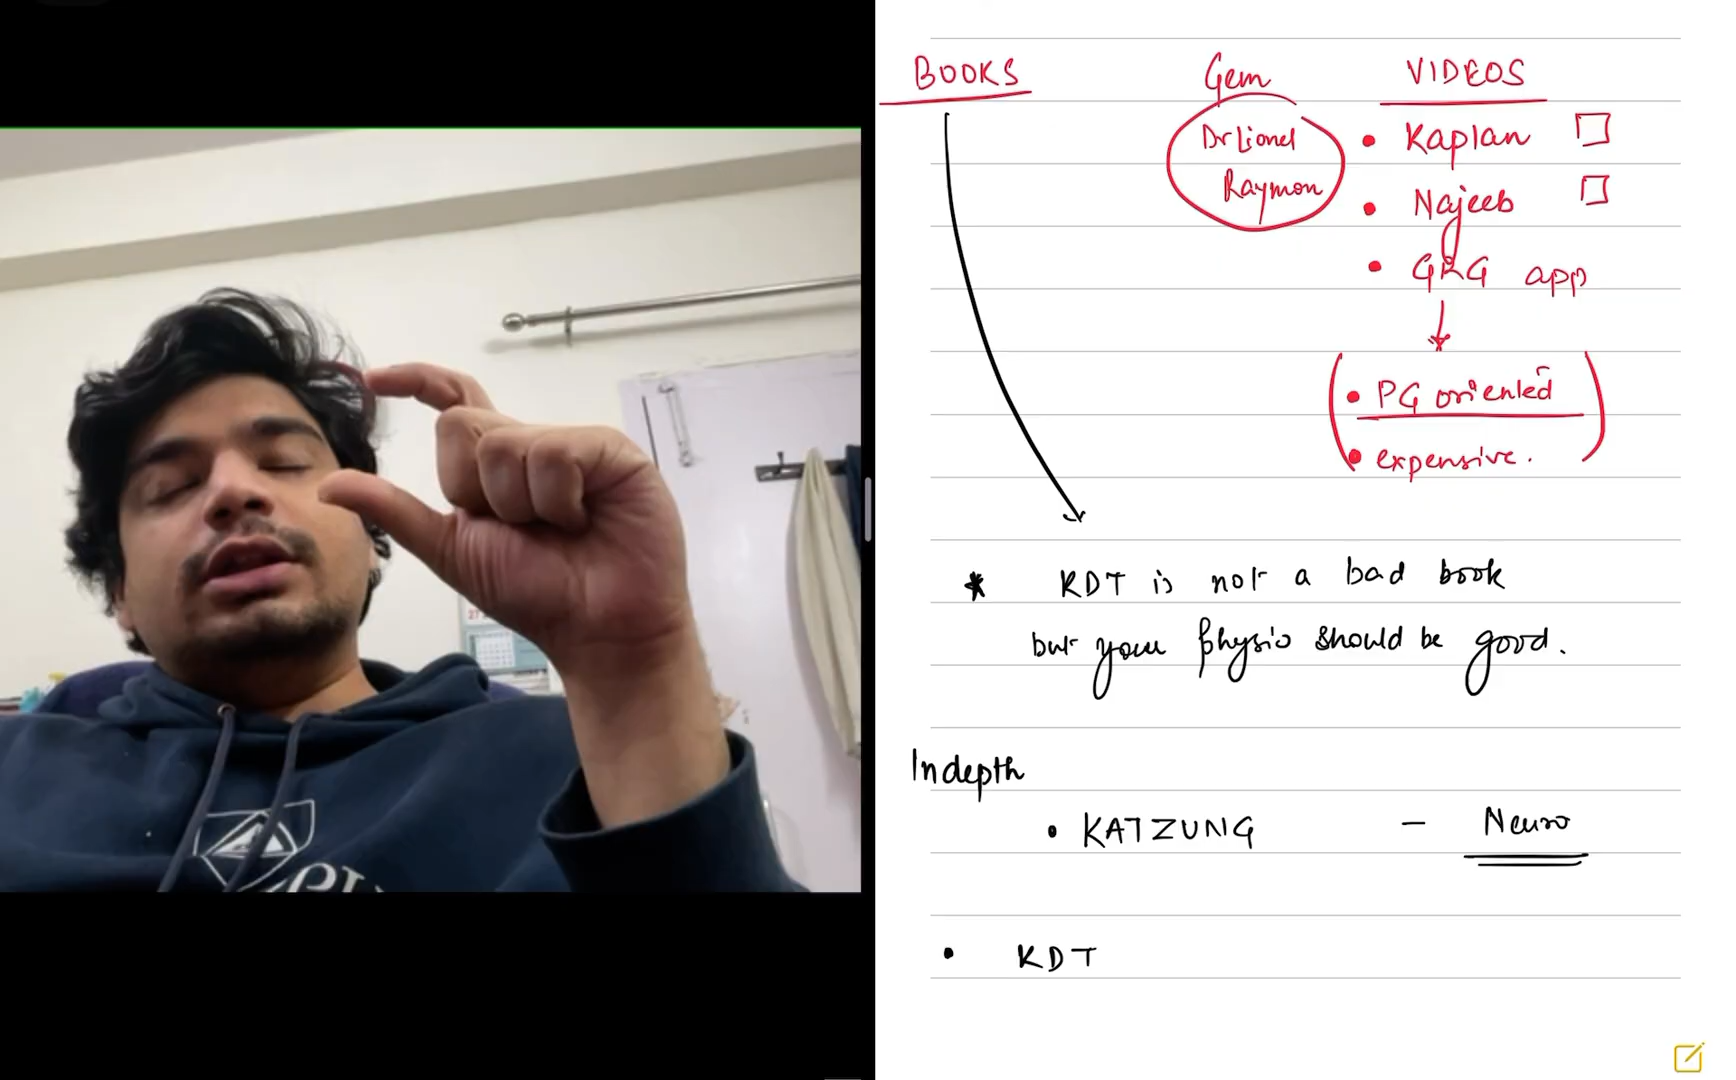 BOOKS
Gem
Dr Lionel
Raymon
VIDEOS
• Kaplan
• Najeeb
• GRG app
• PG oriented
• expensive.
* KDT is not a bad book
but your physio should be good.
Indepth
• KATZUNG – Neuro
• KDT
27